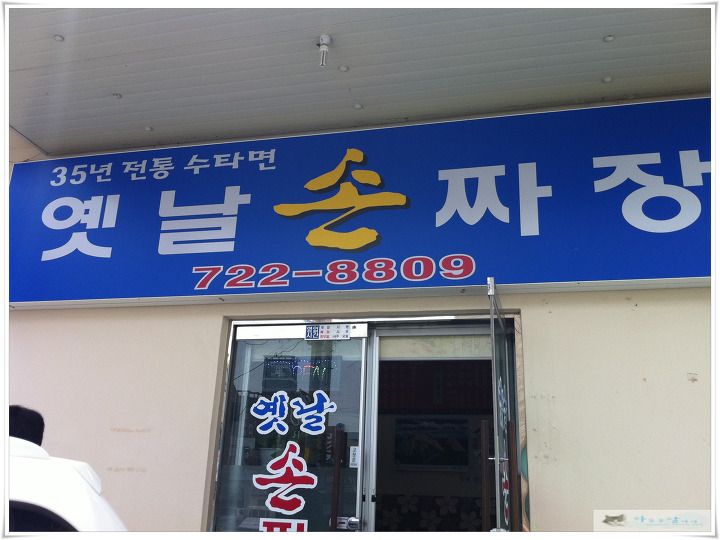 35년 전통 수타면
옛날손짜장
722-8809
옛날
손